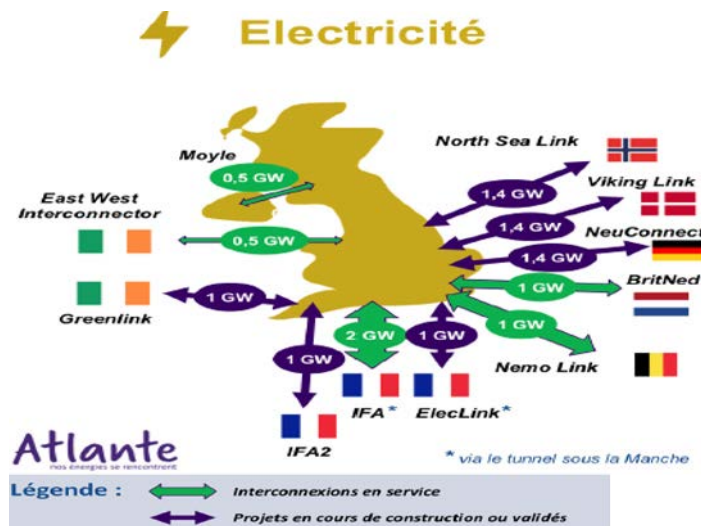 Electricité
North Sea Link
Moyle
0,5 GW
1,4 GW
Viking Link
East West
Interconnector
1,4 GW
NeuConnect
0,5 GW
1,4 GW
BritNed
1 GW
1 GW
Greenlink
2 GW
1 GW
1 GW
1 GW
Nemo Link
IFA*
ElecLink*
IFA2
Atlante
nos énergies se rencontrent
* via le tunnel sous la Manche
Légende :
Interconnexions en service
Projets en cours de construction ou validés